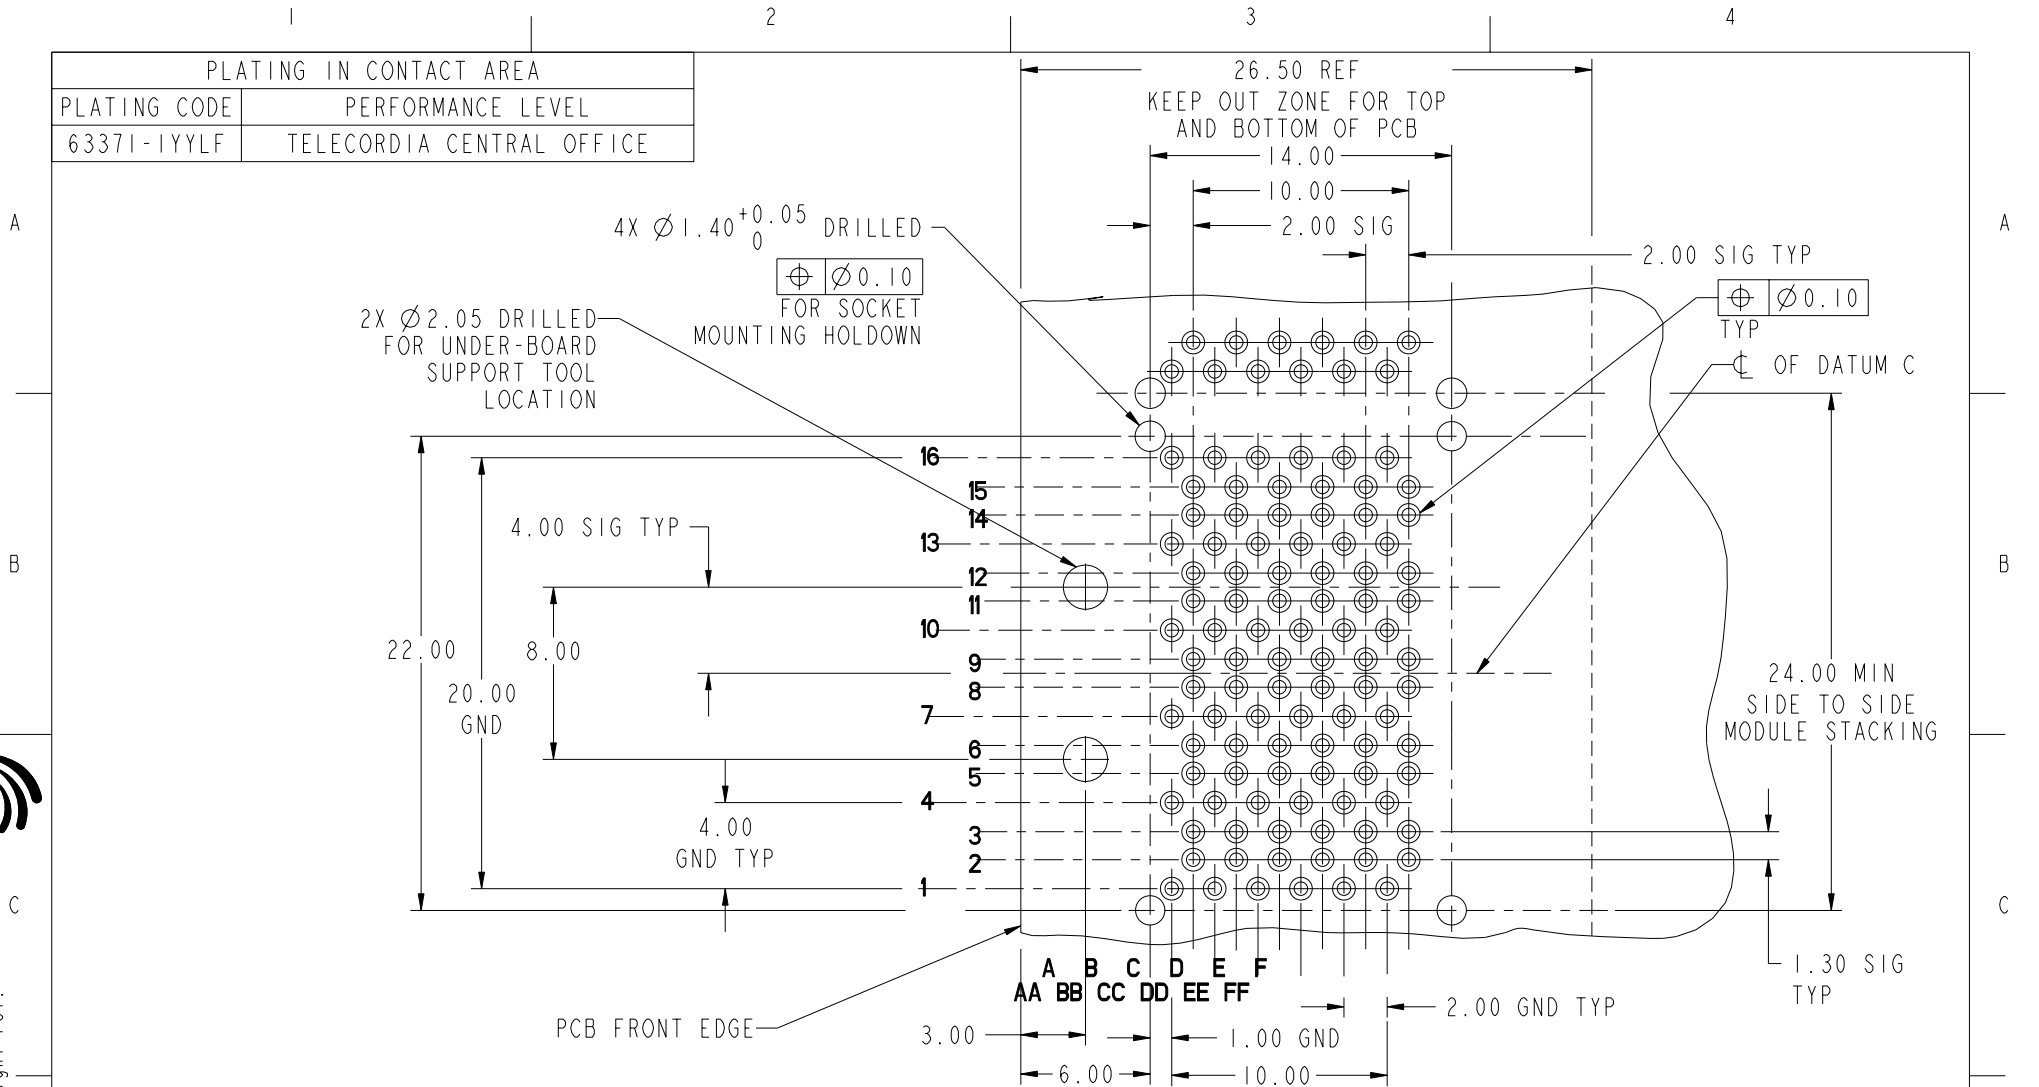 1 2 3 4
PLATING IN CONTACT AREA
PLATING CODE PERFORMANCE LEVEL
63371-1YYLF TELECORDIA CENTRAL OFFICE
26.50 REF
KEEP OUT ZONE FOR TOP
AND BOTTOM OF PCB
14.00
10.00
2.00 SIG
2.00 SIG TYP
A
A
4X Ø1.40 +0.05 0 DRILLED
⌖ Ø0.10
FOR SOCKET
MOUNTING HOLDOWN
⌖ Ø0.10
TYP
℄ OF DATUM C
2X Ø2.05 DRILLED
FOR UNDER-BOARD
SUPPORT TOOL
LOCATION
16
15
14
13
12
11
10
9
8
7
6
5
4
3
2
1
4.00 SIG TYP
B
B
22.00
8.00
20.00
GND
24.00 MIN
SIDE TO SIDE
MODULE STACKING
4.00
GND TYP
C
C
1.30 SIG
TYP
A B C D E F
AA BB CC DD EE FF
2.00 GND TYP
PCB FRONT EDGE
3.00
1.00 GND
6.00
10.00